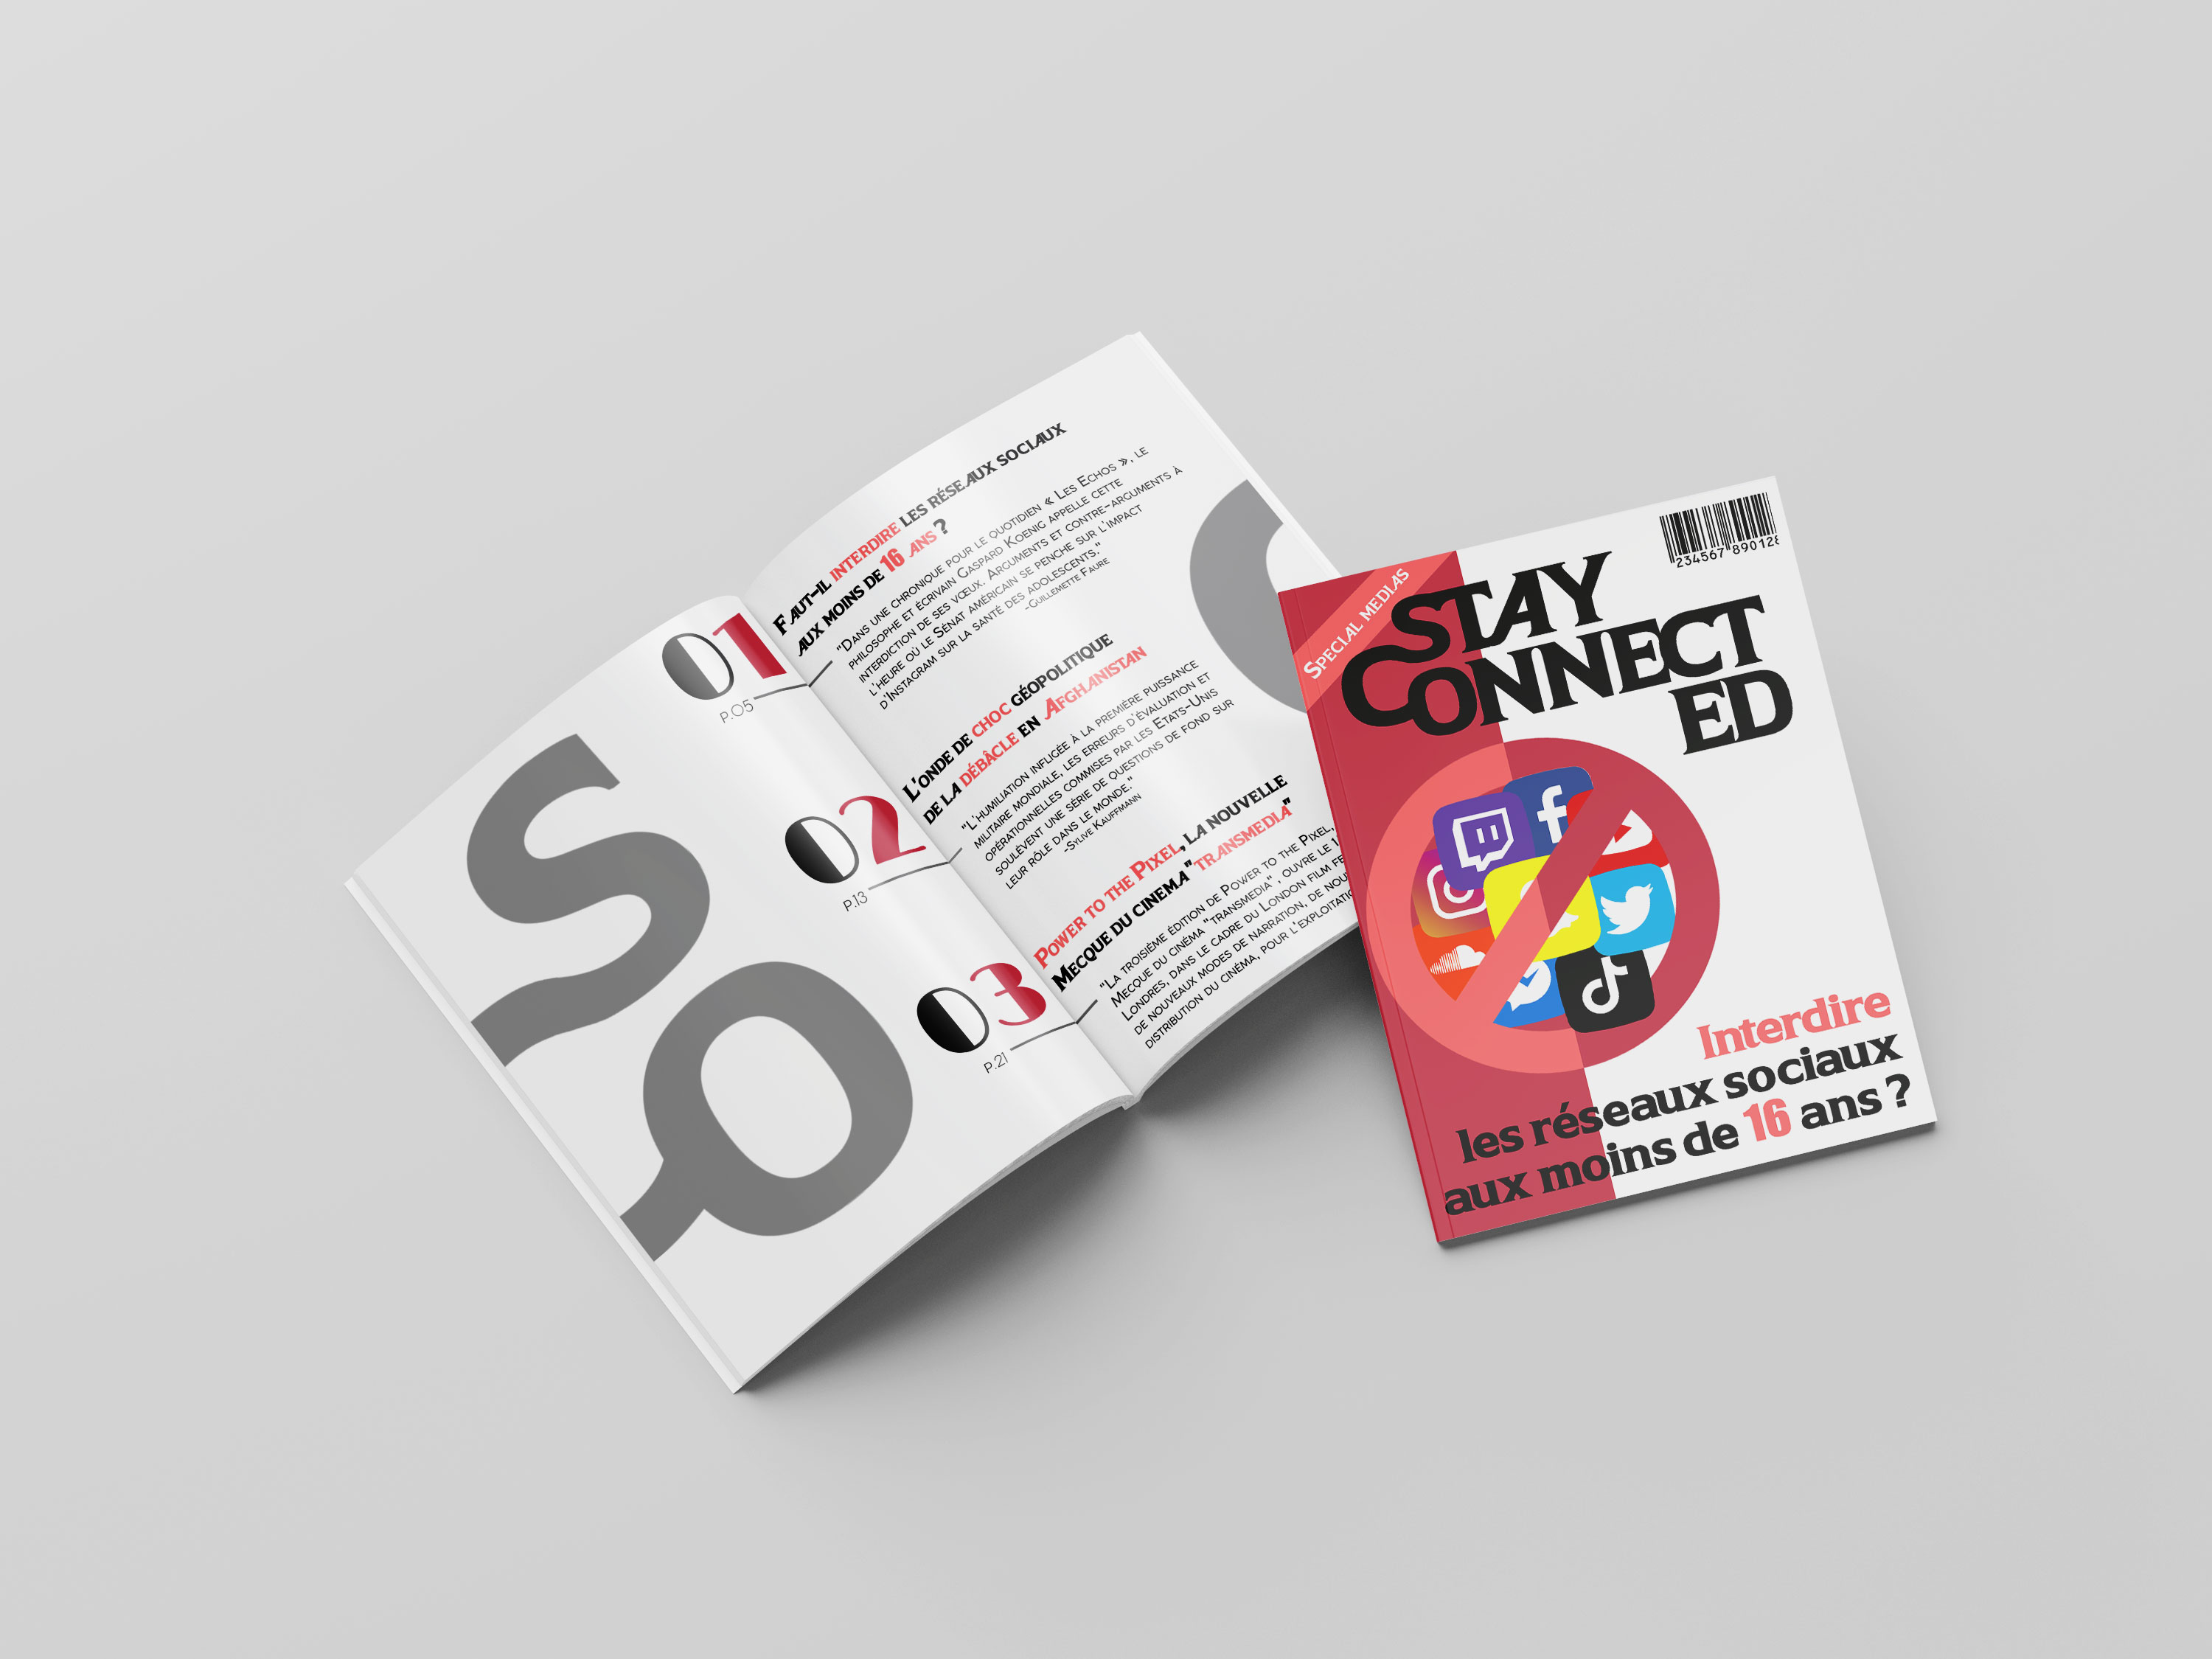 01
P.05
FAUT-IL INTERDIRE LES RÉSEAUX SOCIAUX
AUX MOINS DE 16 ANS ?
"DANS UNE CHRONIQUE POUR LE QUOTIDIEN « LES ECHOS », LE
PHILOSOPHE ET ÉCRIVAIN GASPARD KOENIG APPELLE CETTE
INTERDICTION DE SES VŒUX. ARGUMENTS ET CONTRE-ARGUMENTS À
L'HEURE OÙ LE SÉNAT AMÉRICAIN SE PENCHE SUR L'IMPACT
D'INSTAGRAM SUR LA SANTÉ DES ADOLESCENTS."
-GUILLEMETTE FAURE
02
P.13
L'ONDE DE CHOC GÉOPOLITIQUE
DE LA DÉBÂCLE EN AFGHANISTAN
"L'HUMILIATION INFLIGÉE À LA PREMIÈRE PUISSANCE
MILITAIRE MONDIALE, LES ERREURS D'ÉVALUATION ET
OPÉRATIONNELLES COMMISES PAR LES ETATS-UNIS
SOULÈVENT UNE SÉRIE DE QUESTIONS DE FOND SUR
LEUR RÔLE DANS LE MONDE."
-SYLIVE KAUFFMANN
03
P.21
POWER TO THE PIXEL, LA NOUVELLE
MECQUE DU CINEMA "TRANSMEDIA"
"LA TROISIÈME ÉDITION DE POWER TO THE PIXEL,
MECQUE DU CINÉMA "TRANSMEDIA", OUVRE LE
LONDRES, DANS LE CADRE DU LONDON FILM
DE NOUVEAUX MODES DE NARRATION, DE
DISTRIBUTION DU CINÉMA, POUR L'EXPLOITATIO
S
O
SPECIAL MEDIAS
234567 890128
STAY
CONNECT
ED
Interdire
les réseaux sociaux
aux moins de 16 ans ?